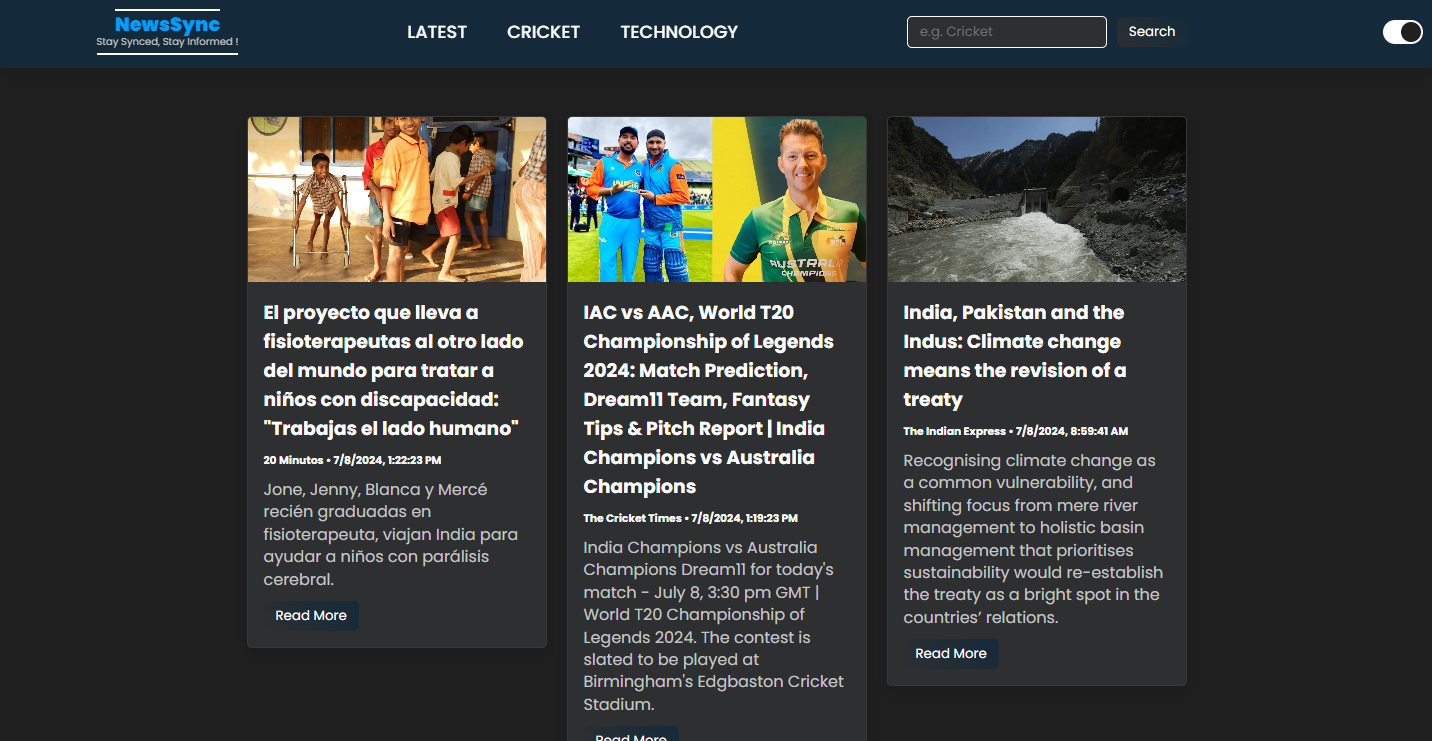 NewsSync
Stay Synced, Stay Informed !
LATEST
CRICKET
TECHNOLOGY
e.g. Cricket
Search
El proyecto que lleva a
fisioterapeutas al otro lado
del mundo para tratar a
niños con discapacidad:
"Trabajas el lado humano"
20 Minutos • 7/8/2024, 1:22:23 PM
Jone, Jenny, Blanca y Mercé
recién graduadas en
fisioterapeuta, viajan India para
ayudar a niños con parálisis
cerebral.
Read More
INDIA
AUSTRALIA
CHAMPIONS
IAC vs AAC, World T20
Championship of Legends
2024: Match Prediction,
Dream11 Team, Fantasy
Tips & Pitch Report | India
Champions vs Australia
Champions
The Cricket Times • 7/8/2024, 1:19:23 PM
India Champions vs Australia
Champions Dream11 for today's
match - July 8, 3:30 pm GMT |
World T20 Championship of
Legends 2024. The contest is
slated to be played at
Birmingham's Edgbaston Cricket
Stadium.
Read More
India, Pakistan and the
Indus: Climate change
means the revision of a
treaty
The Indian Express • 7/8/2024, 8:59:41 AM
Recognising climate change as
a common vulnerability, and
shifting focus from mere river
management to holistic basin
management that prioritises
sustainability would re-establish
the treaty as a bright spot in the
countries’ relations.
Read More